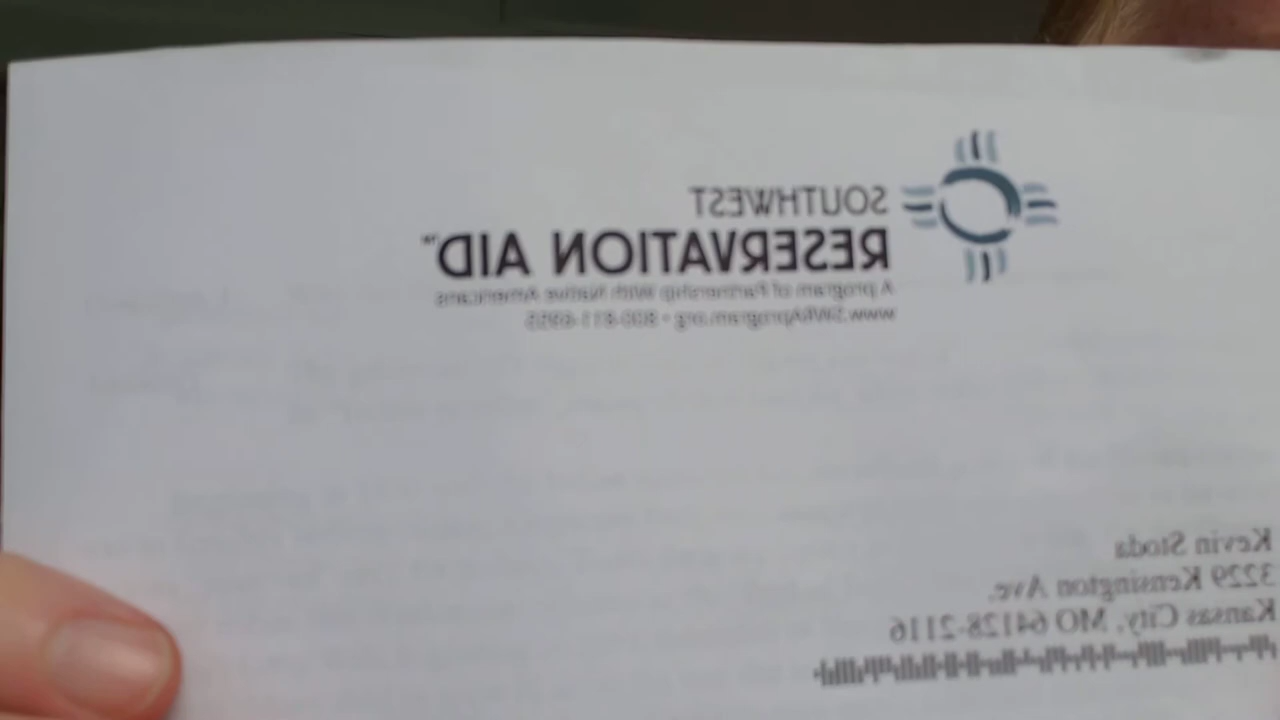 SOUTHWEST
RESERVATION AID™
A program of Partnership With Native Americans
www.SWRAprogram.org • 800-811-6955
Kevin Stoda
3229 Kensington Ave.
Kansas City, MO 64128-2116